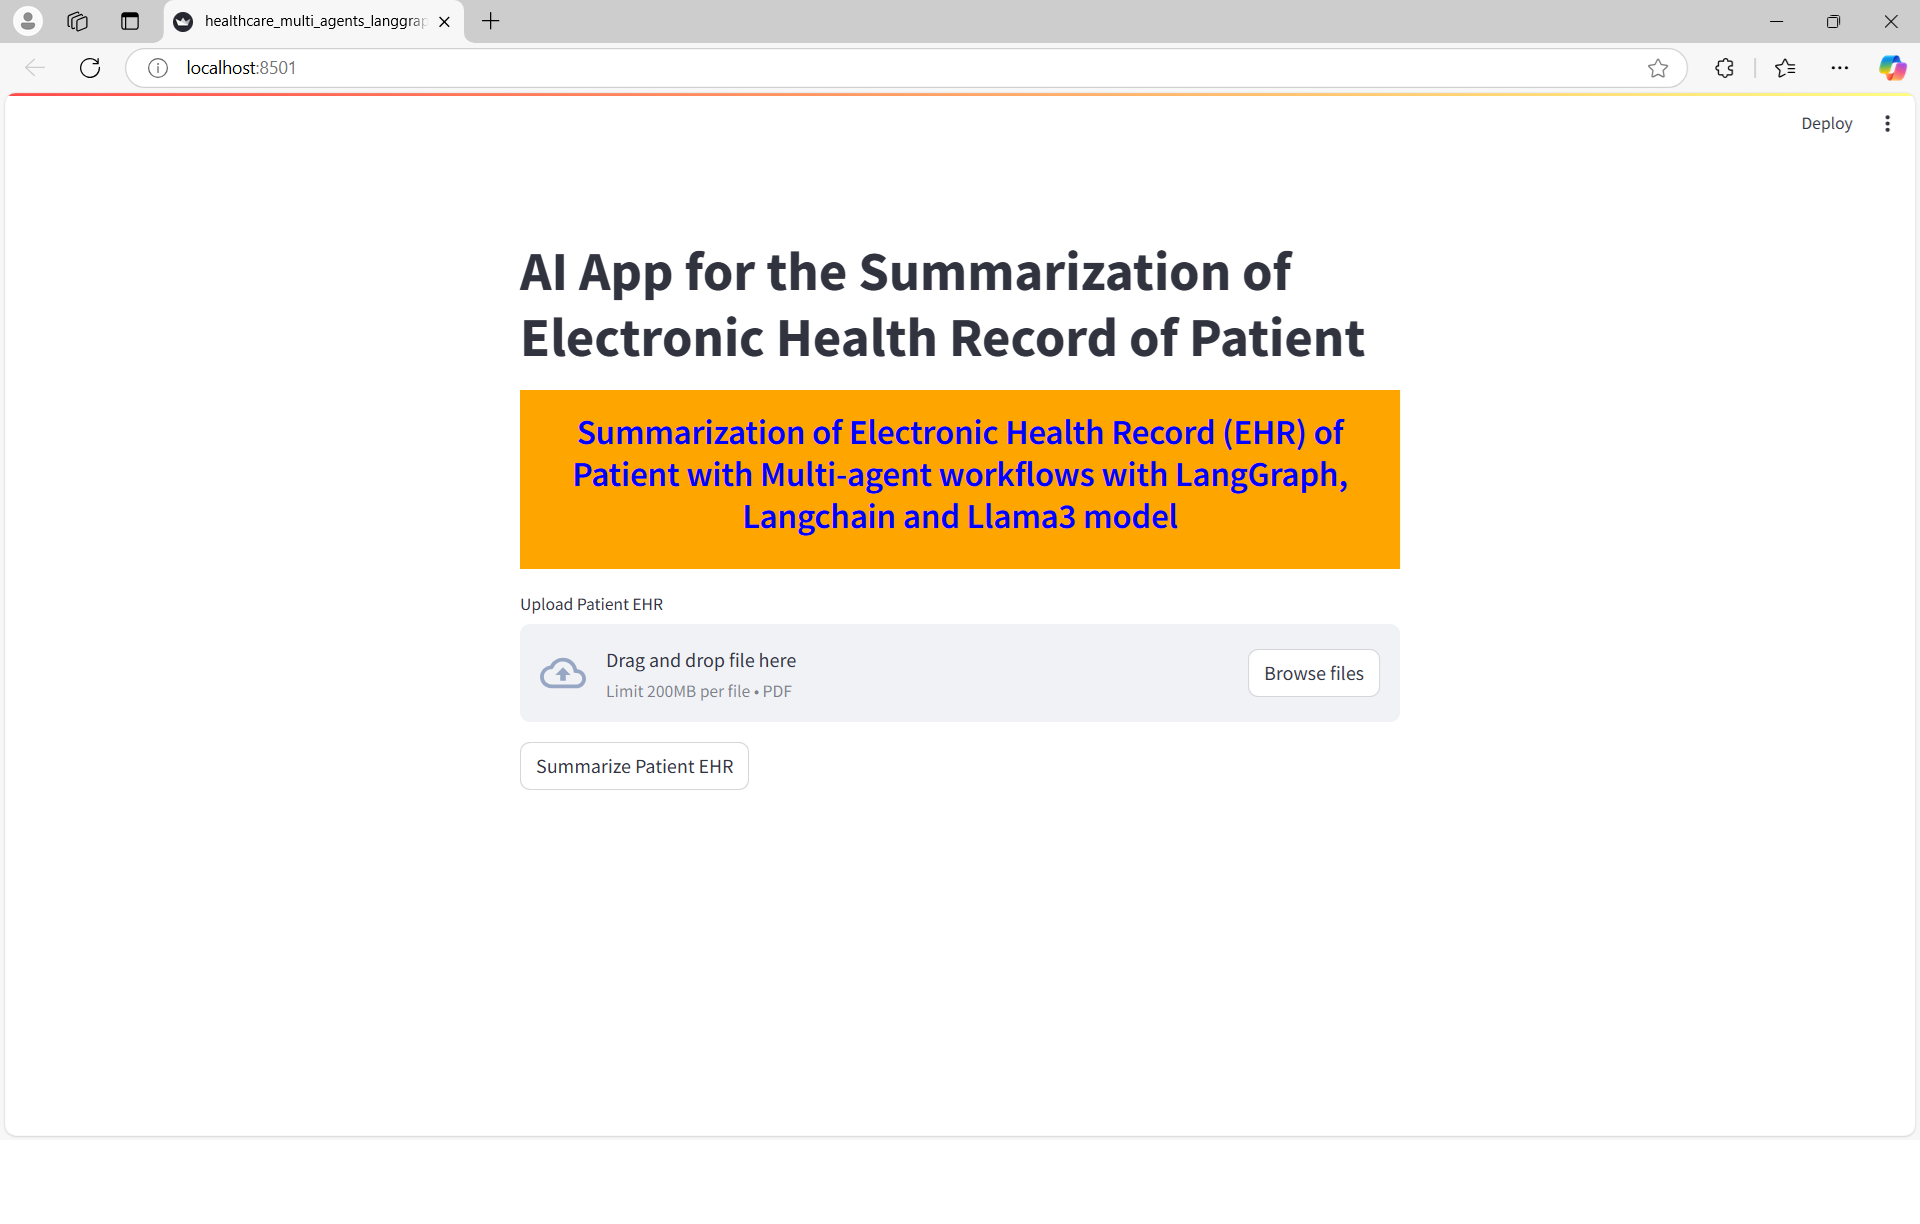 healthcare_multi_agents_langgrap
localhost:8501
Deploy
AI App for the Summarization of
Electronic Health Record of Patient
Summarization of Electronic Health Record (EHR) of
Patient with Multi-agent workflows with LangGraph,
Langchain and Llama3 model
Upload Patient EHR
Drag and drop file here
Limit 200MB per file • PDF
Browse files
Summarize Patient EHR